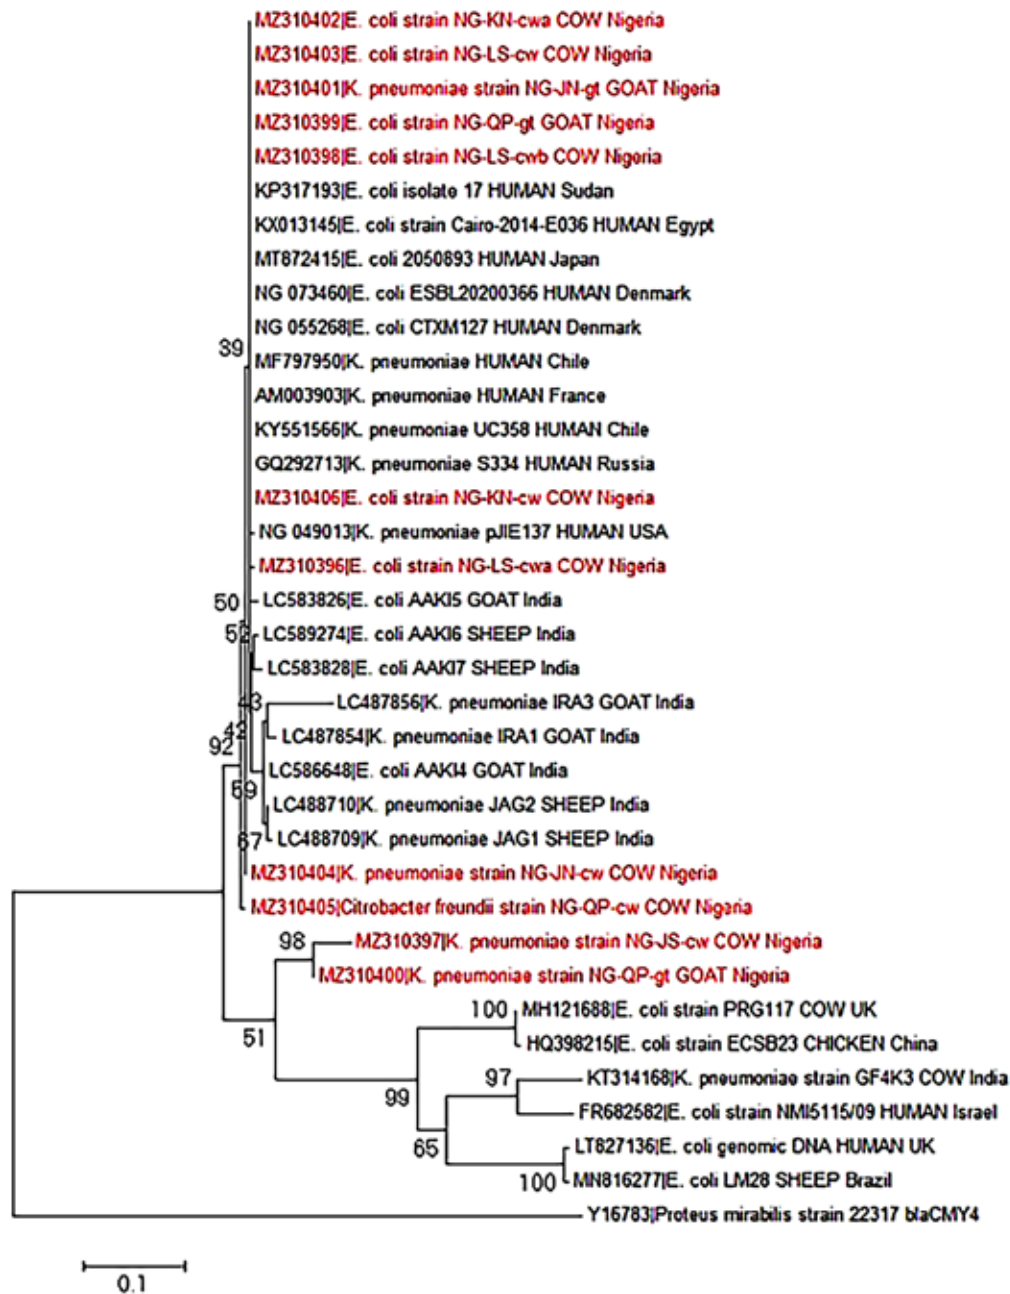 MZ310402|E. coli strain NG-KN-cwa COW Nigeria
MZ310403|E. coli strain NG-LS-cw COW Nigeria
MZ310401|K. pneumoniae strain NG-JN-gt GOAT Nigeria
MZ310399|E. coli strain NG-QP-gt GOAT Nigeria
MZ310398|E. coli strain NG-LS-cwb COW Nigeria
KP317193|E. coli isolate 17 HUMAN Sudan
KX013145|E. coli strain Cairo-2014-E036 HUMAN Egypt
MT872415|E. coli 2050893 HUMAN Japan
NG 073460|E. coli ESBL20200366 HUMAN Denmark
NG 055268|E. coli CTXM127 HUMAN Denmark
39
MF797950|K. pneumoniae HUMAN Chile
AM003903|K. pneumoniae HUMAN France
KY551566|K. pneumoniae UC358 HUMAN Chile
GQ292713|K. pneumoniae S334 HUMAN Russia
MZ310406|E. coli strain NG-KN-cw COW Nigeria
NG 049013|K. pneumoniae pJIE137 HUMAN USA
MZ310396|E. coli strain NG-LS-cwa COW Nigeria
50
LC583826|E. coli AAKI5 GOAT India
52
LC589274|E. coli AAKI6 SHEEP India
LC583828|E. coli AAKI7 SHEEP India
43
LC487856|K. pneumoniae IRA3 GOAT India
42
LC487854|K. pneumoniae IRA1 GOAT India
92
LC586648|E. coli AAKI4 GOAT India
59
LC488710|K. pneumoniae JAG2 SHEEP India
67
LC488709|K. pneumoniae JAG1 SHEEP India
MZ310404|K. pneumoniae strain NG-JN-cw COW Nigeria
MZ310405|Citrobacter freundii strain NG-QP-cw COW Nigeria
98
MZ310397|K. pneumoniae strain NG-JS-cw COW Nigeria
MZ310400|K. pneumoniae strain NG-QP-gt GOAT Nigeria
100
MH121688|E. coli strain PRG117 COW UK
51
HQ398215|E. coli strain ECSB23 CHICKEN China
97
KT314168|K. pneumoniae strain GF4K3 COW India
99
FR682582|E. coli strain NMI5115/09 HUMAN Israel
65
LT827136|E. coli genomic DNA HUMAN UK
100
MN816277|E. coli LM28 SHEEP Brazil
Y16783|Proteus mirabilis strain 22317 blaCMY4
0.1